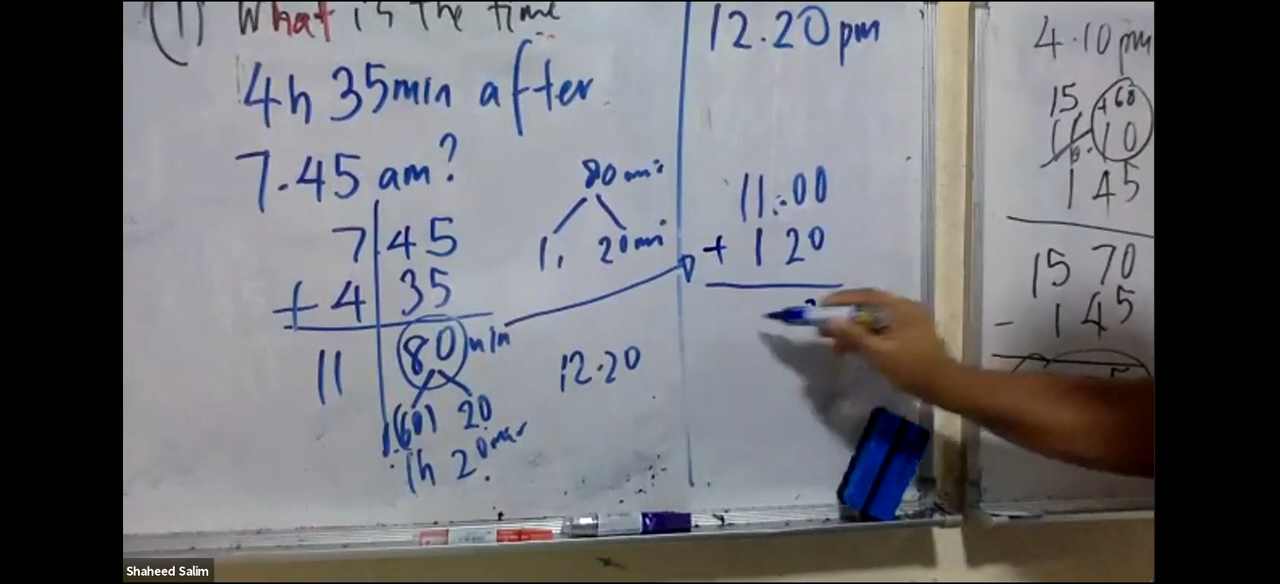 (1) What is the time
4h 35min after
7.45 am?
7 45
+ 4 35
11 80 min
(60) 20
1h 20
80 min
1, 20 min
12.20
12.20 pm
11.00
+ 1 20
4.10 pm
15 +60
16.10
1 45
15 70
- 1 45
Shaheed Salim